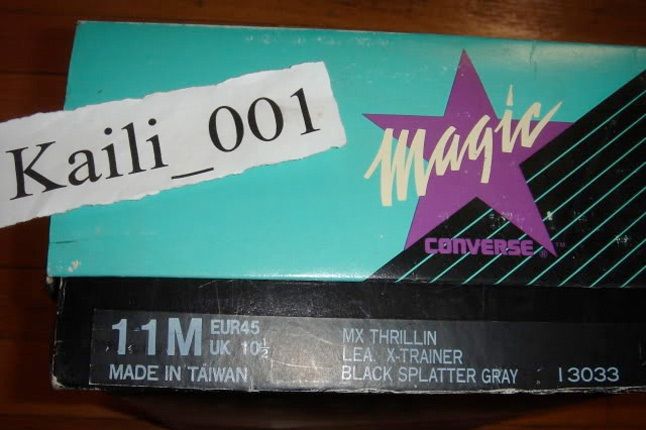 Kaili_001
Magic
CONVERSE ® ™
11M EUR45
UK 10½
MADE IN TAIWAN
MX THRILLIN
LEA. X-TRAINER
BLACK SPLATTER GRAY 13033